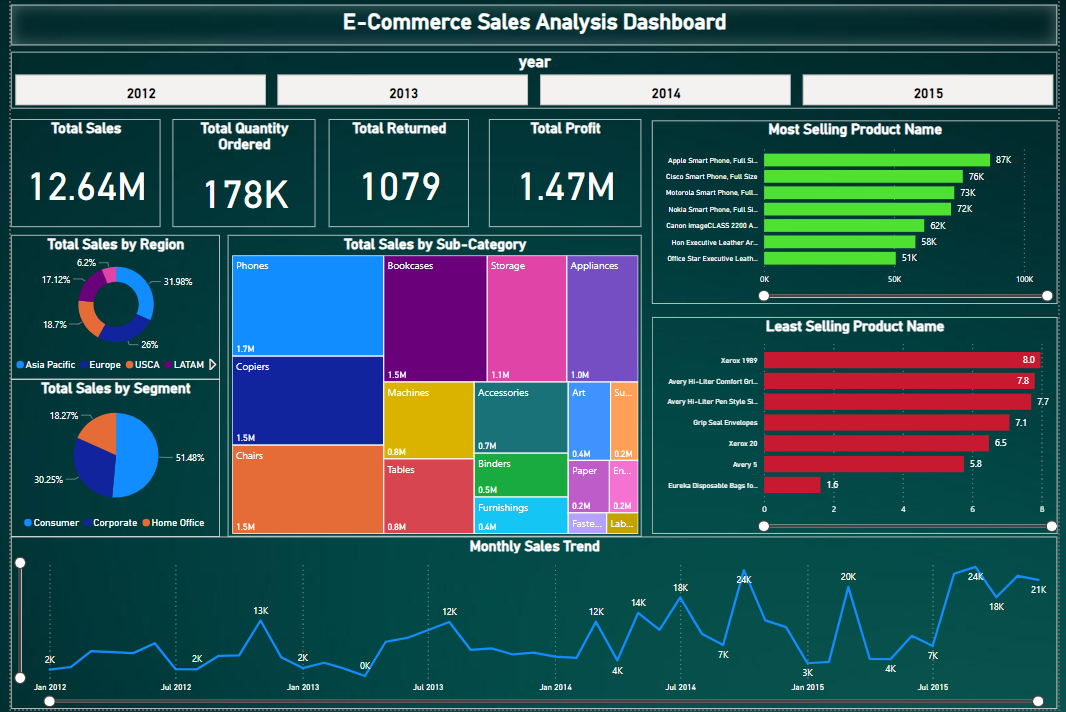 E-Commerce Sales Analysis Dashboard
year
2012
2013
2014
2015
Total Sales
12.64M
Total Quantity
Ordered
178K
Total Returned
1079
Total Profit
1.47M
Most Selling Product Name
Apple Smart Phone, Full Si...
87K
Cisco Smart Phone, Full Size
76K
Motorola Smart Phone, Full...
73K
Nokia Smart Phone, Full Si...
72K
Canon imageCLASS 2200 A...
62K
Hon Executive Leather Ar...
58K
Office Star Executive Leath...
51K
0K
50K
100K
Total Sales by Region
6.2%
17.12%
31.98%
18.7%
26%
Asia Pacific
Europe
USCA
LATAM
Total Sales by Segment
18.27%
51.48%
30.25%
Consumer
Corporate
Home Office
Total Sales by Sub-Category
Phones
1.7M
Copiers
1.5M
Chairs
1.5M
Bookcases
1.5M
Storage
1.1M
Appliances
1.0M
Machines
0.8M
Tables
0.8M
Accessories
0.7M
Binders
0.5M
Furnishings
0.4M
Art
0.4M
Su...
0.2M
Paper
0.2M
En...
0.2M
Faste...
Lab...
Least Selling Product Name
Xerox 1989
8.0
Avery Hi-Liter Comfort Gri...
7.8
Avery Hi-Liter Pen Style Si...
7.7
Grip Seal Envelopes
7.1
Xerox 20
6.5
Avery 5
5.8
Eureka Disposable Bags fo...
1.6
0
2
4
6
8
Monthly Sales Trend
2K
2K
13K
2K
0K
12K
12K
4K
14K
18K
7K
24K
3K
20K
4K
7K
24K
18K
21K
Jan 2012
Jul 2012
Jan 2013
Jul 2013
Jan 2014
Jul 2014
Jan 2015
Jul 2015